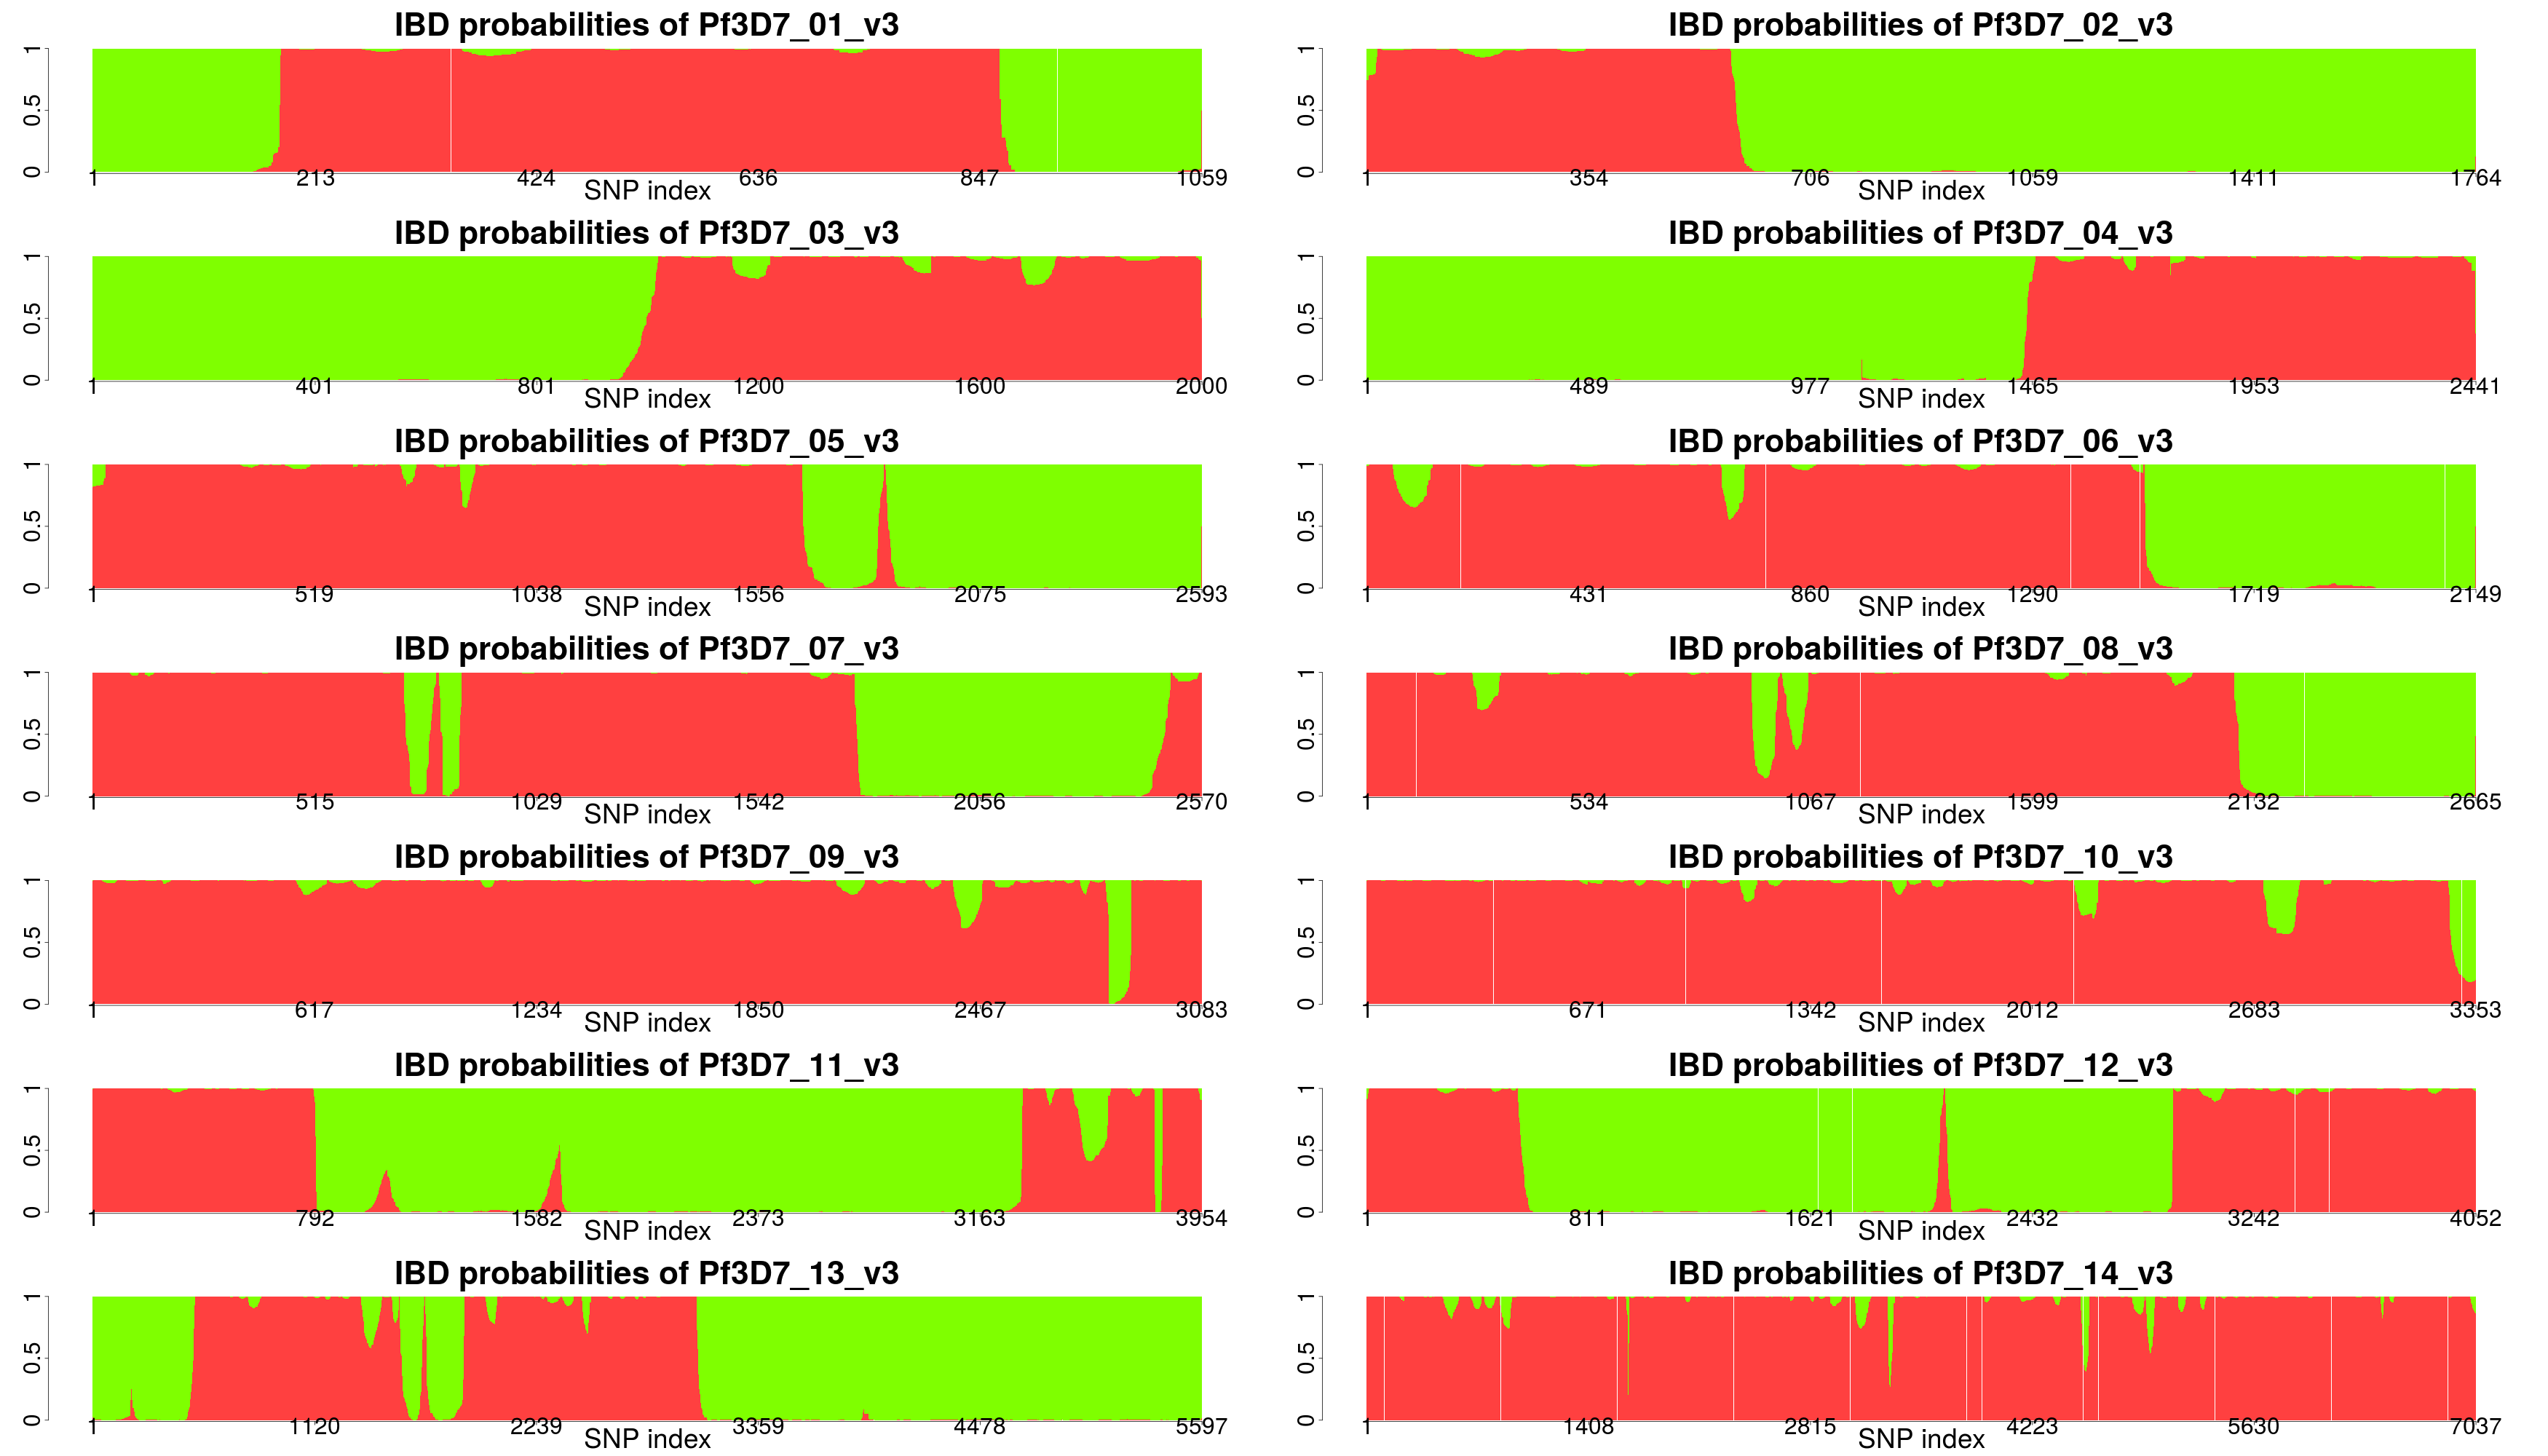 IBD probabilities of Pf3D7_01_v3
0 0.5 1
1 213 424 636 847 1059
SNP index
IBD probabilities of Pf3D7_02_v3
0 0.5 1
1 354 706 1059 1411 1764
SNP index
IBD probabilities of Pf3D7_03_v3
0 0.5 1
1 401 801 1200 1600 2000
SNP index
IBD probabilities of Pf3D7_04_v3
0 0.5 1
1 489 977 1465 1953 2441
SNP index
IBD probabilities of Pf3D7_05_v3
0 0.5 1
1 519 1038 1556 2075 2593
SNP index
IBD probabilities of Pf3D7_06_v3
0 0.5 1
1 431 860 1290 1719 2149
SNP index
IBD probabilities of Pf3D7_07_v3
0 0.5 1
1 515 1029 1542 2056 2570
SNP index
IBD probabilities of Pf3D7_08_v3
0 0.5 1
1 534 1067 1599 2132 2665
SNP index
IBD probabilities of Pf3D7_09_v3
0 0.5 1
1 617 1234 1850 2467 3083
SNP index
IBD probabilities of Pf3D7_10_v3
0 0.5 1
1 671 1342 2012 2683 3353
SNP index
IBD probabilities of Pf3D7_11_v3
0 0.5 1
1 792 1582 2373 3163 3954
SNP index
IBD probabilities of Pf3D7_12_v3
0 0.5 1
1 811 1621 2432 3242 4052
SNP index
IBD probabilities of Pf3D7_13_v3
0 0.5 1
1 1120 2239 3359 4478 5597
SNP index
IBD probabilities of Pf3D7_14_v3
0 0.5 1
1 1408 2815 4223 5630 7037
SNP index